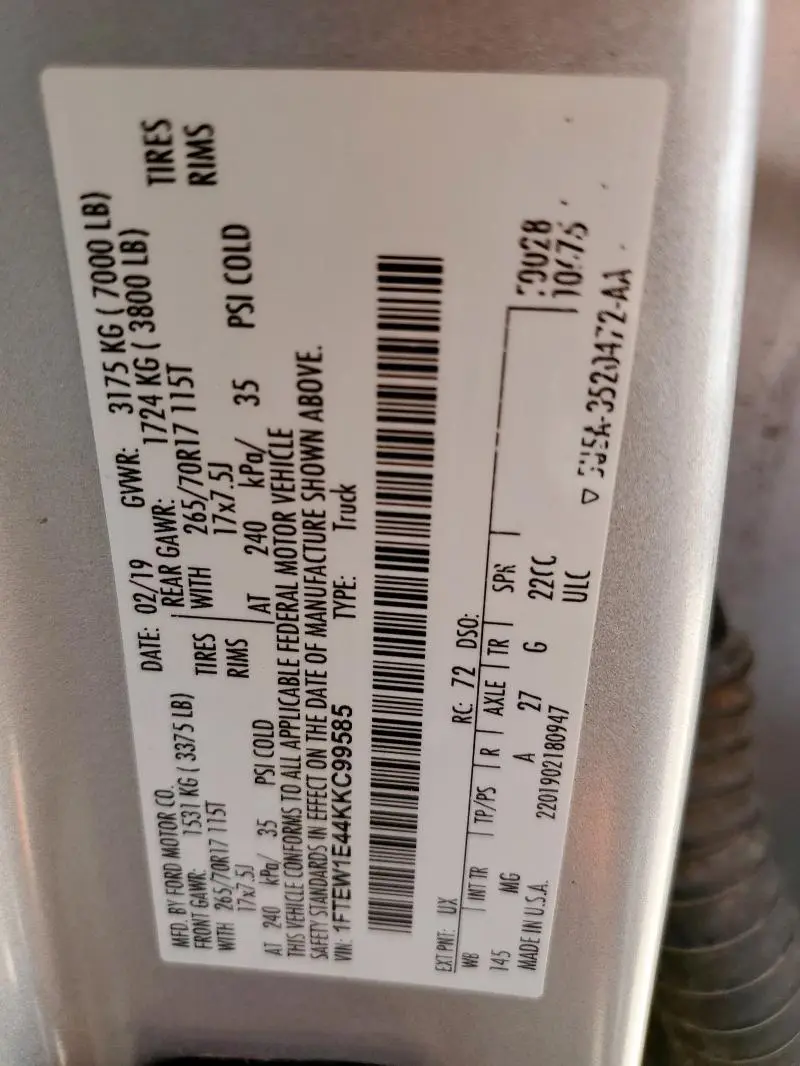 MFD. BY FORD MOTOR CO.
DATE: 02/19 GVWR: 3175 KG ( 7000 LB)
FRONT GAWR: 1531 KG ( 3375 LB)
REAR GAWR: 1724 KG ( 3800 LB)
WITH 265/70R17 115T TIRES
WITH 265/70R17 115T TIRES
17x7.5J RIMS
17x7.5J RIMS
AT 240 kPa/ 35 PSI COLD
AT 240 kPa/ 35 PSI COLD
THIS VEHICLE CONFORMS TO ALL APPLICABLE FEDERAL MOTOR VEHICLE
SAFETY STANDARDS IN EFFECT ON THE DATE OF MANUFACTURE SHOWN ABOVE.
VIN: 1FTEW1E44KKC99585 TYPE: Truck
EXT PNT: UX RC: 72 DSO:
WB INT TR TP/PS R AXLE TR SPR
145 MG A 27 G 22CC
MADE IN U.S.A. 2201902180947 ULC